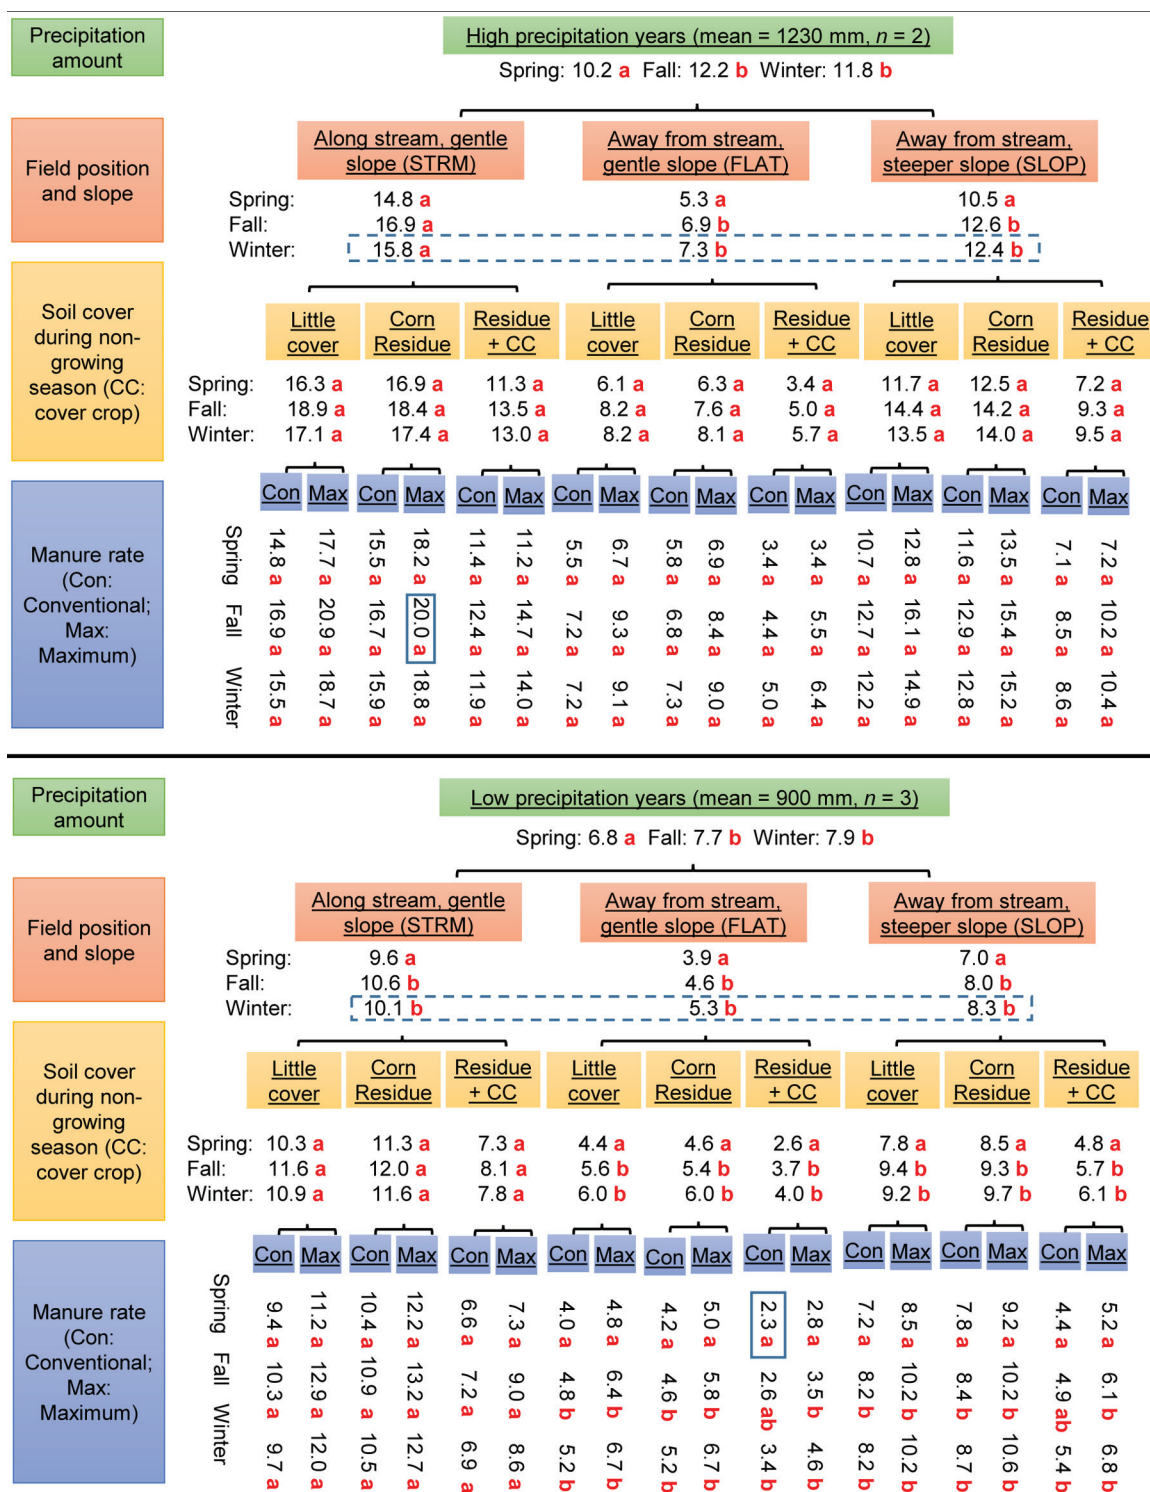 Precipitation
amount
High precipitation years (mean = 1230 mm, n = 2)
Spring: 10.2 a Fall: 12.2 b Winter: 11.8 b
Field position
and slope
Along stream, gentle
slope (STRM)
Away from stream,
gentle slope (FLAT)
Away from stream,
steeper slope (SLOP)
Spring: 14.8 a 5.3 a 10.5 a
Fall: 16.9 a 6.9 b 12.6 b
Winter: 15.8 a 7.3 b 12.4 b
Soil cover
during non-
growing
season (CC:
cover crop)
Little
cover
Corn
Residue
Residue
+ CC
Little
cover
Corn
Residue
Residue
+ CC
Little
cover
Corn
Residue
Residue
+ CC
Spring: 16.3 a 16.9 a 11.3 a 6.1 a 6.3 a 3.4 a 11.7 a 12.5 a 7.2 a
Fall: 18.9 a 18.4 a 13.5 a 8.2 a 7.6 a 5.0 a 14.4 a 14.2 a 9.3 a
Winter: 17.1 a 17.4 a 13.0 a 8.2 a 8.1 a 5.7 a 13.5 a 14.0 a 9.5 a
Manure rate
(Con:
Conventional;
Max:
Maximum)
Con Max Con Max Con Max Con Max Con Max Con Max Con Max Con Max Con Max
Spring 14.8 a 17.7 a 15.5 a 18.2 a 11.4 a 11.2 a 5.5 a 6.7 a 5.8 a 6.9 a 3.4 a 3.4 a 10.7 a 12.8 a 11.6 a 13.5 a 7.1 a 7.2 a
Fall 16.9 a 20.9 a 16.7 a 20.0 a 12.4 a 14.7 a 7.2 a 9.3 a 6.8 a 8.4 a 4.4 a 5.5 a 12.7 a 16.1 a 12.9 a 15.4 a 8.5 a 10.2 a
Winter 15.5 a 18.7 a 15.9 a 18.8 a 11.9 a 14.0 a 7.2 a 9.1 a 7.3 a 9.0 a 5.0 a 6.4 a 12.2 a 14.9 a 12.8 a 15.2 a 8.6 a 10.4 a
Precipitation
amount
Low precipitation years (mean = 900 mm, n = 3)
Spring: 6.8 a Fall: 7.7 b Winter: 7.9 b
Field position
and slope
Along stream, gentle
slope (STRM)
Away from stream,
gentle slope (FLAT)
Away from stream,
steeper slope (SLOP)
Spring: 9.6 a 3.9 a 7.0 a
Fall: 10.6 b 4.6 b 8.0 b
Winter: 10.1 b 5.3 b 8.3 b
Soil cover
during non-
growing
season (CC:
cover crop)
Little
cover
Corn
Residue
Residue
+ CC
Little
cover
Corn
Residue
Residue
+ CC
Little
cover
Corn
Residue
Residue
+ CC
Spring: 10.3 a 11.3 a 7.3 a 4.4 a 4.6 a 2.6 a 7.8 a 8.5 a 4.8 a
Fall: 11.6 a 12.0 a 8.1 a 5.6 b 5.4 b 3.7 b 9.4 b 9.3 b 5.7 b
Winter: 10.9 a 11.6 a 7.8 a 6.0 b 6.0 b 4.0 b 9.2 b 9.7 b 6.1 b
Manure rate
(Con:
Conventional;
Max:
Maximum)
Con Max Con Max Con Max Con Max Con Max Con Max Con Max Con Max Con Max
Spring 9.4 a 11.2 a 10.4 a 12.2 a 6.6 a 7.3 a 4.0 a 4.8 a 4.2 a 5.0 a 2.3 a 2.8 a 7.2 a 8.5 a 7.8 a 9.2 a 4.4 a 5.2 a
Fall 10.3 a 12.9 a 10.9 a 13.2 a 7.2 a 9.0 a 4.8 b 6.4 b 4.6 b 5.8 b 2.6 ab 3.5 b 8.2 b 10.2 b 8.4 b 10.2 b 4.9 ab 6.1 b
Winter 9.7 a 12.0 a 10.5 a 12.7 a 6.9 a 8.6 a 5.2 b 6.7 b 5.2 b 6.7 b 3.4 b 4.6 b 8.2 b 10.2 b 8.7 b 10.6 b 5.4 b 6.8 b